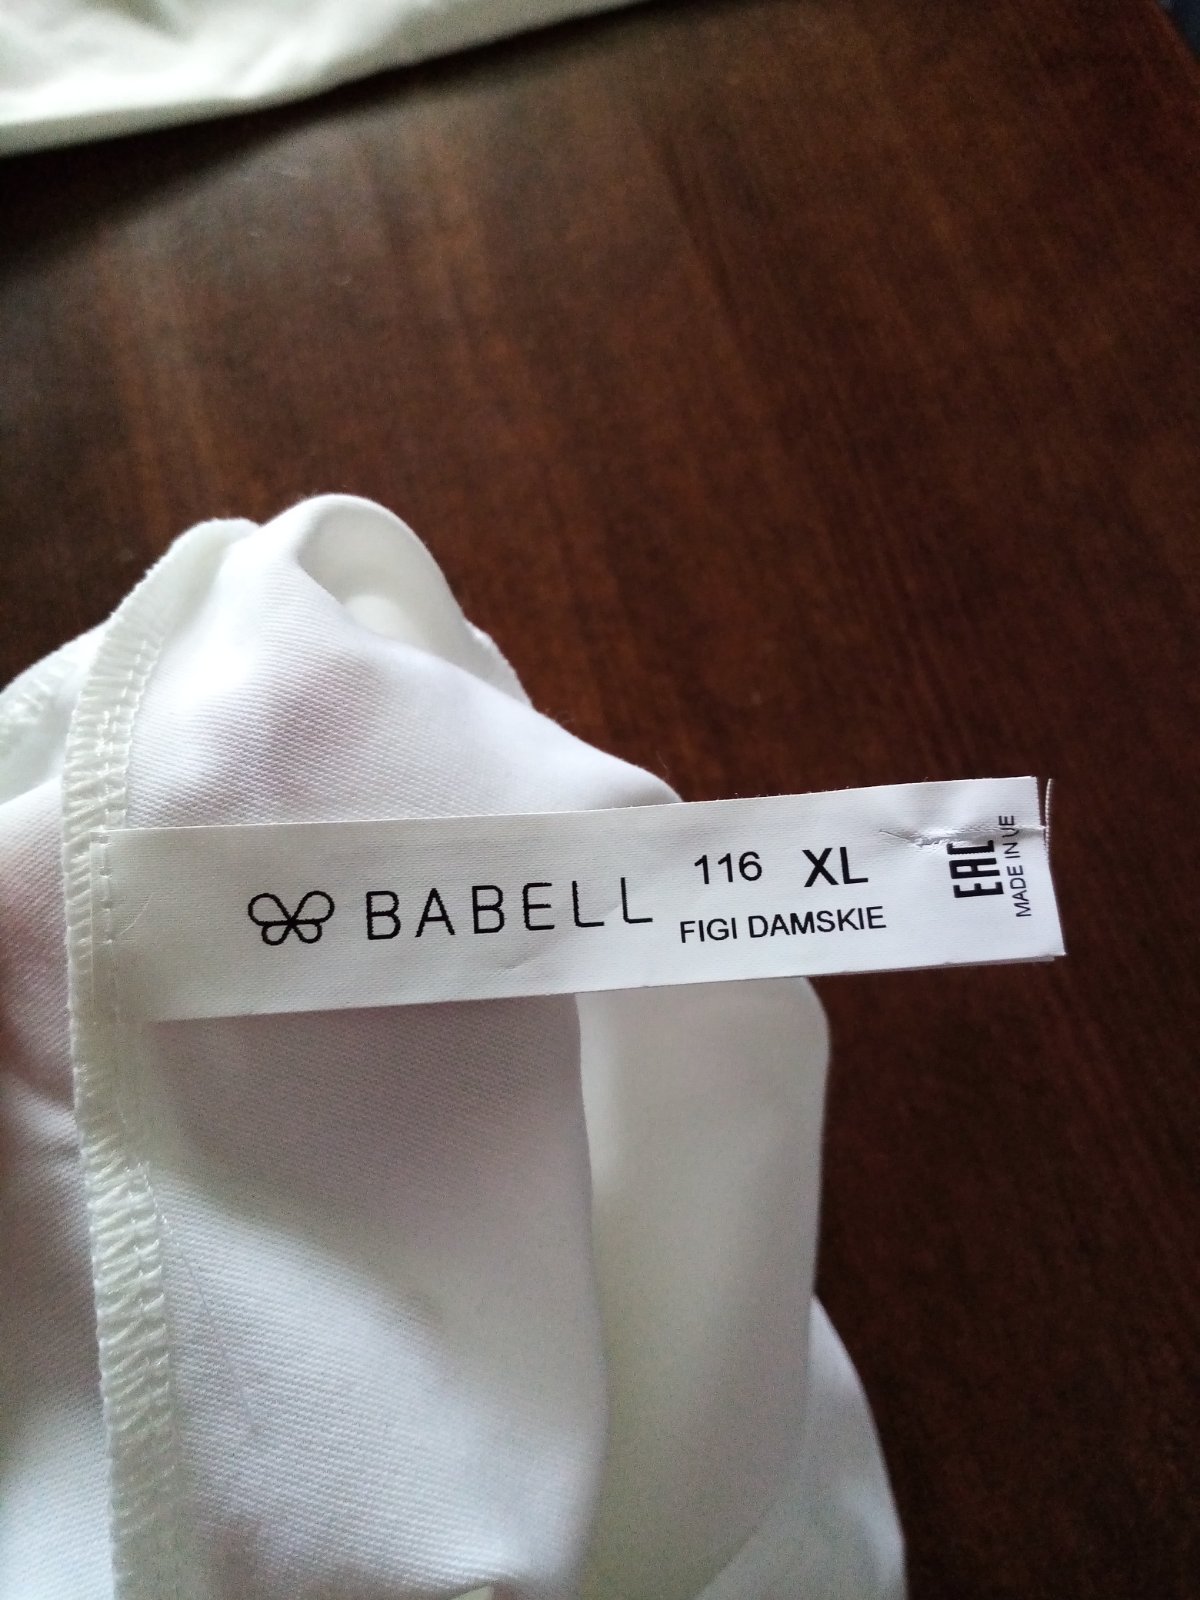 BABELL
116 XL
FIGI DAMSKIE
EAC
MADE IN UE